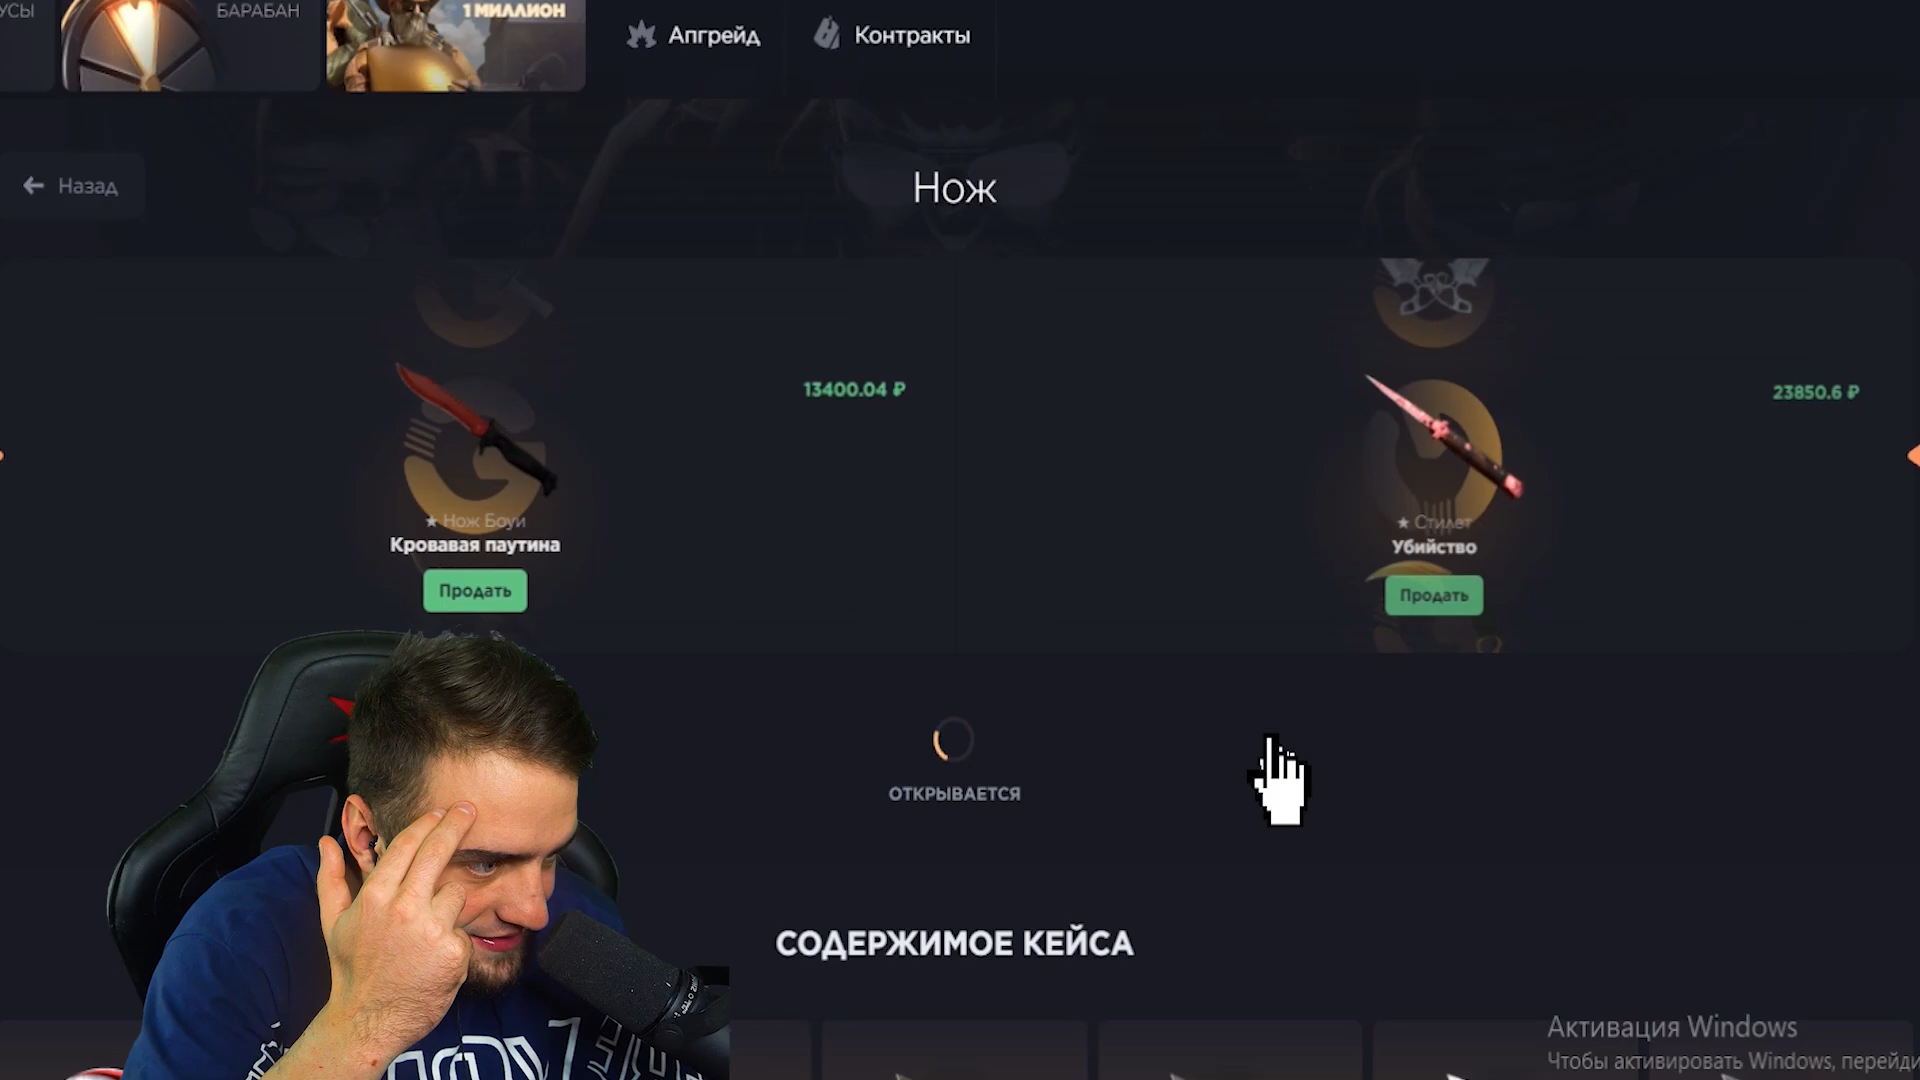 УСЫ
БАРАБАН
1 МИЛЛИОН
Апгрейд
Контракты
Назад
Нож
13400.04 ₽
23850.6 ₽
★ Нож Боуи
Кровавая паутина
Продать
★ Стилет
Убийство
Продать
ОТКРЫВАЕТСЯ
СОДЕРЖИМОЕ КЕЙСА
Активация Windows
Чтобы активировать Windows, перейди